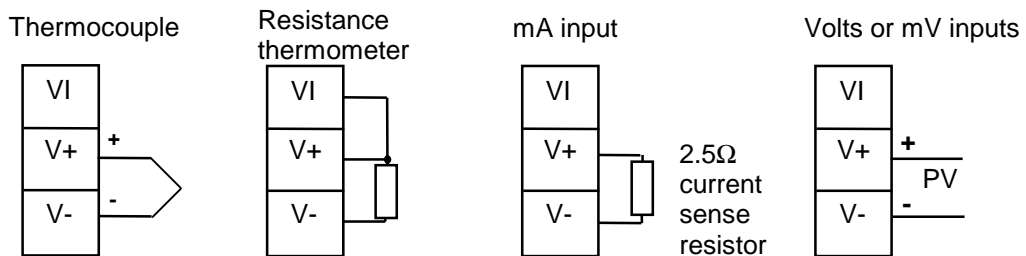 Thermocouple
VI
V+
V-
+
-
Resistance
thermometer
VI
V+
V-
mA input
VI
V+
V-
2.5Ω
current
sense
resistor
Volts or mV inputs
VI
V+
V-
+
PV
-